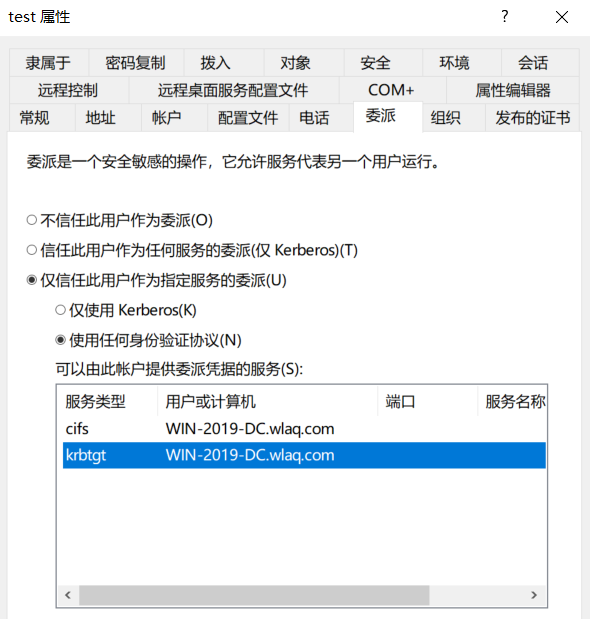 test 属性
隶属于 密码复制 拨入 对象 安全 环境 会话
远程控制 远程桌面服务配置文件 COM+ 属性编辑器
常规 地址 帐户 配置文件 电话 委派 组织 发布的证书
委派是一个安全敏感的操作，它允许服务代表另一个用户运行。
不信任此用户作为委派(O)
信任此用户作为任何服务的委派(仅 Kerberos)(T)
仅信任此用户作为指定服务的委派(U)
仅使用 Kerberos(K)
使用任何身份验证协议(N)
可以由此帐户提供委派凭据的服务(S):
服务类型 用户或计算机 端口 服务名称
cifs WIN-2019-DC.wlaq.com
krbtgt WIN-2019-DC.wlaq.com